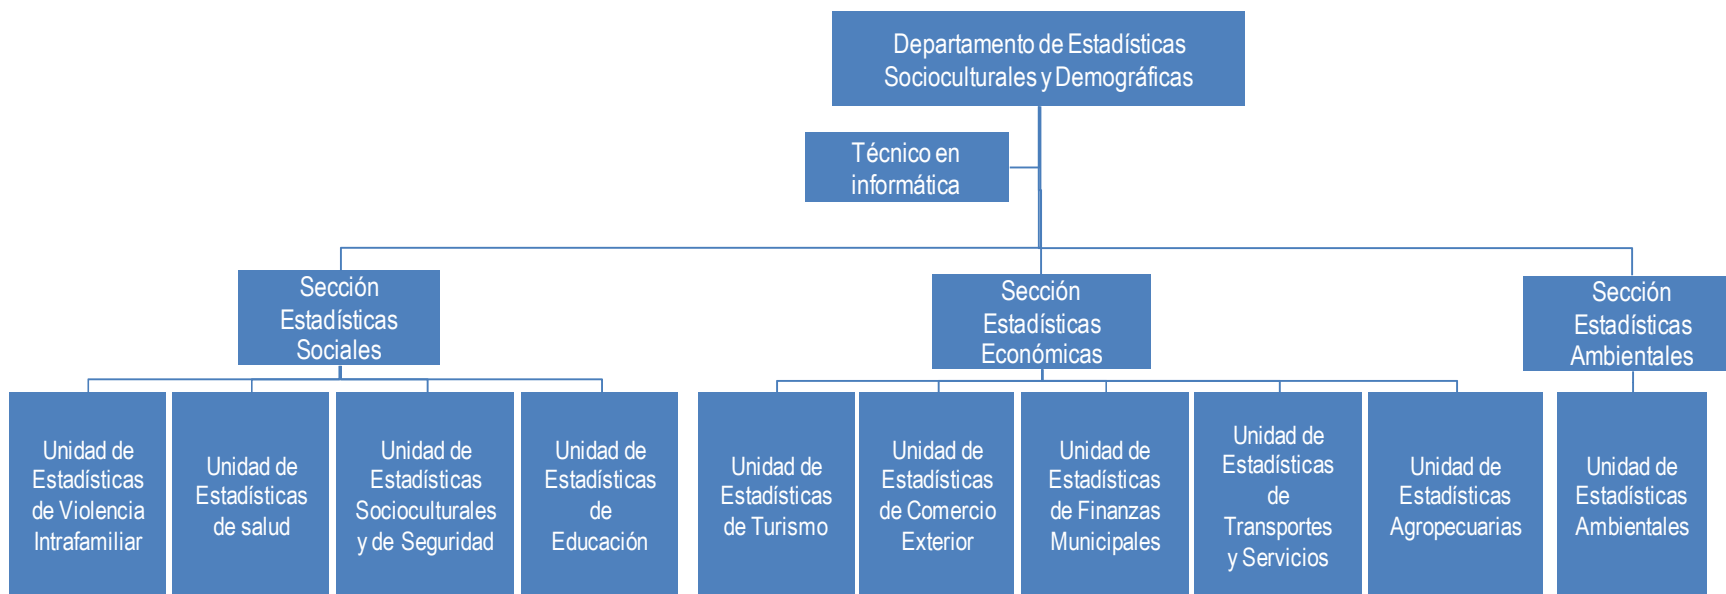 Departamento de Estadísticas
Socioculturales y Demográficas
Técnico en
informática
Sección
Estadísticas
Sociales
Sección
Estadísticas
Económicas
Sección
Estadísticas
Ambientales
Unidad de
Estadísticas
de Violencia
Intrafamiliar
Unidad de
Estadísticas
de salud
Unidad de
Estadísticas
Socioculturales
y de Seguridad
Unidad de
Estadísticas
de
Educación
Unidad de
Estadísticas
de Turismo
Unidad de
Estadísticas
de Comercio
Exterior
Unidad de
Estadísticas
de Finanzas
Municipales
Unidad de
Estadísticas
de
Transportes
y Servicios
Unidad de
Estadísticas
Agropecuarias
Unidad de
Estadísticas
Ambientales